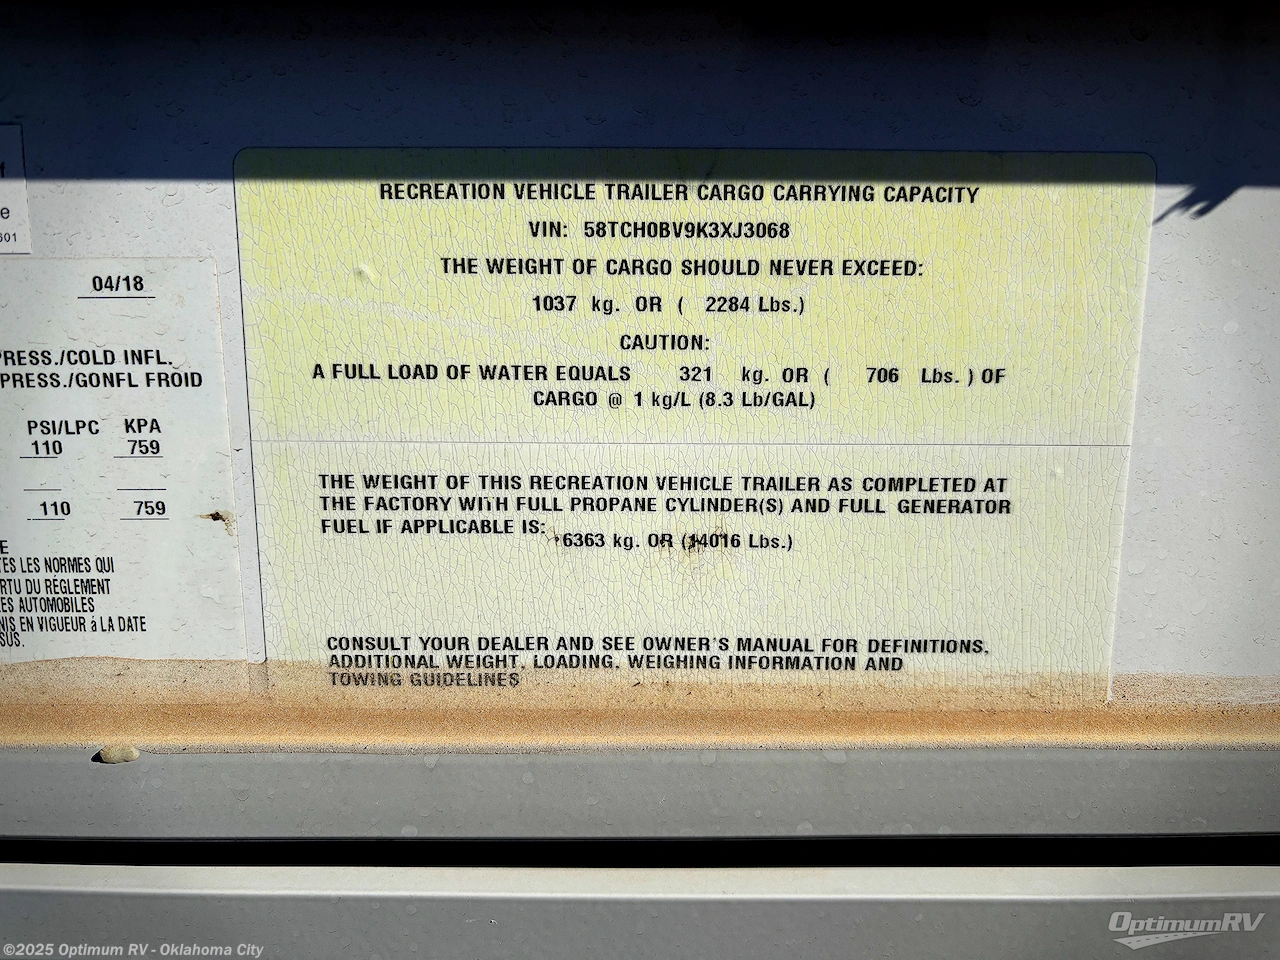 f
e
601
04/18
PRESS./COLD INFL.
PRESS./GONFL FROID
PSI/LPC KPA
110 759
110 759
E
TES LES NORMES QUI
RTU DU RÉGLEMENT
ES AUTOMOBILES
NIS EN VIGUEUR á LA DATE
SUS.
RECREATION VEHICLE TRAILER CARGO CARRYING CAPACITY
VIN: 58TCH0BV9K3XJ3068
THE WEIGHT OF CARGO SHOULD NEVER EXCEED:
1037 kg. OR ( 2284 Lbs.)
CAUTION:
A FULL LOAD OF WATER EQUALS 321 kg. OR ( 706 Lbs. ) OF
CARGO @ 1 kg/L (8.3 Lb/GAL)
THE WEIGHT OF THIS RECREATION VEHICLE TRAILER AS COMPLETED AT
THE FACTORY WITH FULL PROPANE CYLINDER(S) AND FULL GENERATOR
FUEL IF APPLICABLE IS:
6363 kg. OR (14016 Lbs.)
CONSULT YOUR DEALER AND SEE OWNER'S MANUAL FOR DEFINITIONS,
ADDITIONAL WEIGHT, LOADING, WEIGHING INFORMATION AND
TOWING GUIDELINES
©2025 Optimum RV - Oklahoma City
OptimumRV